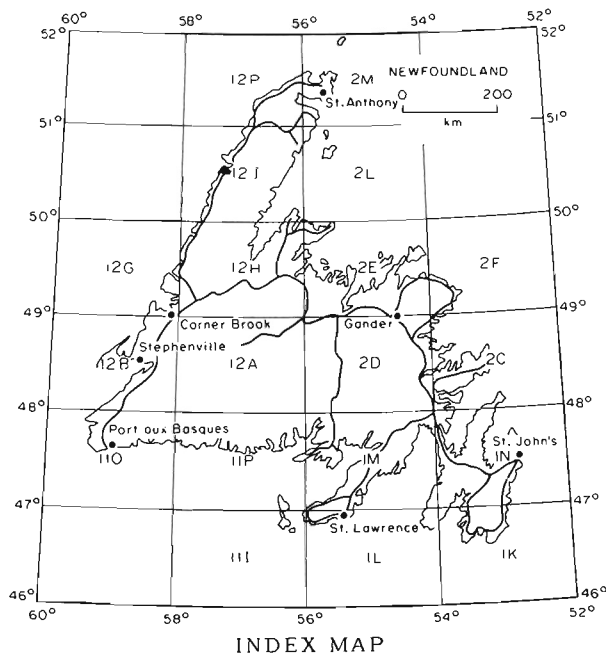 60° 58° 56° 54° 52°
52° 52°
12P 2M NEWFOUNDLAND
0 200
km
St. Anthony
51° 51°
12I 2L
50° 50°
12G 12H 2E 2F
49° 49°
Corner Brook Gander
Stephenville
12B 12A 2D 2C
48° 48°
Port aux Basques St. John's
11O 11P 1M 1N
47° 47°
St. Lawrence
11I 1L 1K
46° 46°
60° 58° 56° 54° 52°
INDEX MAP